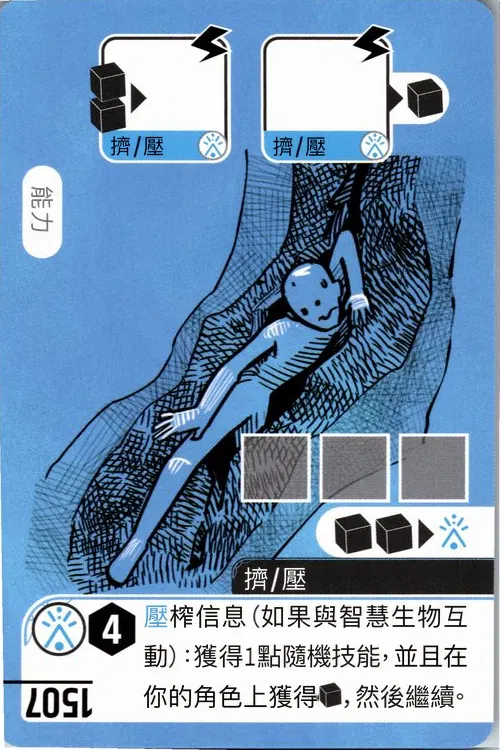 擠/壓
擠/壓
能力
擠/壓
4
壓榨信息(如果與智慧生物互
動):獲得1點隨機技能,並且在
你的角色上獲得,然後繼續。
1507